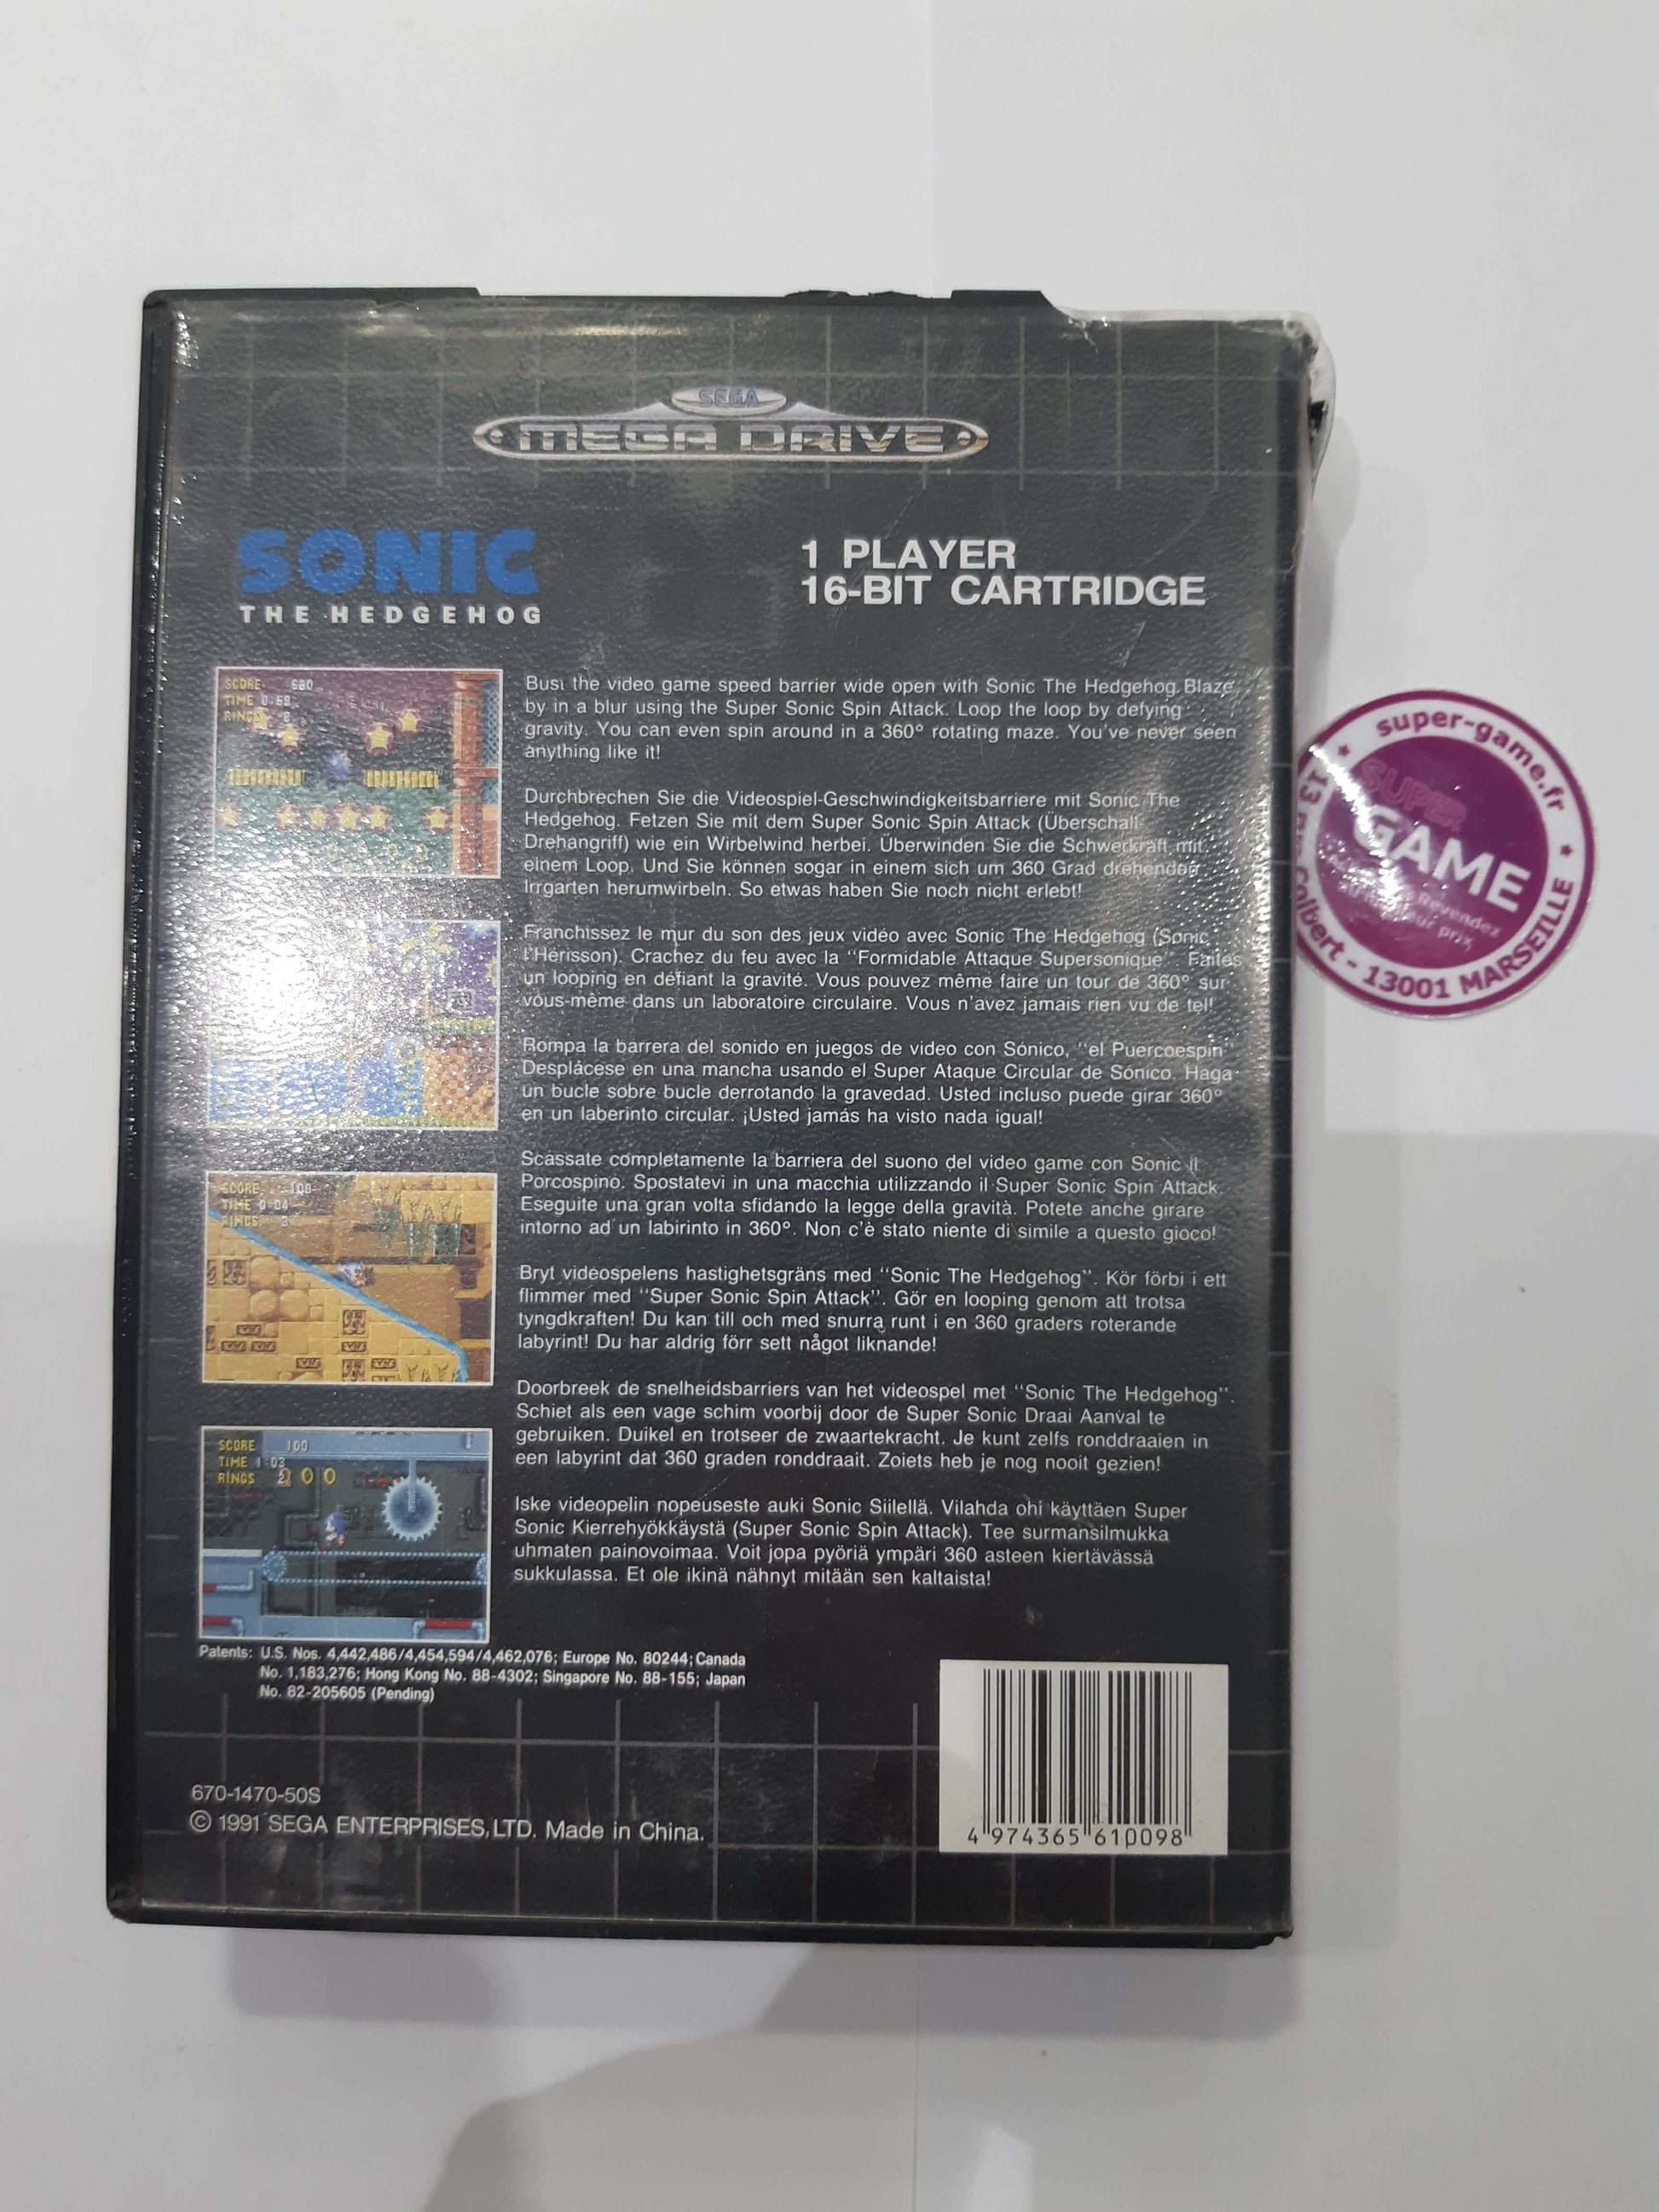 SEGA
MEGA DRIVE
SONIC
THE HEDGEHOG
1 PLAYER
16-BIT CARTRIDGE
SCORE 680
TIME 0:59
RINGS
Bust the video game speed barrier wide open with Sonic The Hedgehog. Blaze
by in a blur using the Super Sonic Spin Attack. Loop the loop by defying
gravity. You can even spin around in a 360° rotating maze. You've never seen
anything like it!
Durchbrechen Sie die Videospiel-Geschwindigkeitsbarriere mit Sonic The
Hedgehog. Fetzen Sie mit dem Super Sonic Spin Attack (Überschall-
Drehangriff) wie ein Wirbelwind herbei. Überwinden Sie die Schwerkraft mit
einem Loop. Und Sie können sogar in einem sich um 360 Grad drehenden
Irrgarten herumwirbeln. So etwas haben Sie noch nicht erlebt!
Franchissez le mur du son des jeux vidéo avec Sonic The Hedgehog (Sonic
l'Hérisson). Crachez du feu avec la "Formidable Attaque Supersonique". Faites
un looping en défiant la gravité. Vous pouvez même faire un tour de 360° sur
vous-même dans un laboratoire circulaire. Vous n'avez jamais rien vu de tel!
Rompa la barrera del sonido en juegos de video con Sónico, "el Puercoespin"
Desplácese en una mancha usando el Super Ataque Circular de Sónico. Haga
un bucle sobre bucle derrotando la gravedad. Usted incluso puede girar 360°
en un laberinto circular. ¡Usted jamás ha visto nada igual!
SCORE 100
TIME 0:04
RINGS 3
Scassate completamente la barriera del suono del video game con Sonic il
Porcospino. Spostatevi in una macchia utilizzando il Super Sonic Spin Attack.
Eseguite una gran volta sfidando la legge della gravità. Potete anche girare
intorno ad un labirinto in 360°. Non c'è stato niente di simile a questo gioco!
Bryt videospelens hastighetsgräns med "Sonic The Hedgehog". Kör förbi i ett
flimmer med "Super Sonic Spin Attack". Gör en looping genom att trotsa
tyngdkraften! Du kan till och med snurra runt i en 360 graders roterande
labyrint! Du har aldrig förr sett något liknande!
Doorbreek de snelheidsbarriers van het videospel met "Sonic The Hedgehog".
Schiet als een vage schim voorbij door de Super Sonic Draai Aanval te
gebruiken. Duikel en trotseer de zwaartekracht. Je kunt zelfs ronddraaien in
een labyrint dat 360 graden ronddraait. Zoiets heb je nog nooit gezien!
SCORE 100
TIME 1:03
RINGS 2
Iske videopelin nopeuseste auki Sonic Siilellä. Vilahda ohi käyttäen Super
Sonic Kierrehyökkäystä (Super Sonic Spin Attack). Tee surmansilmukka
uhmaten painovoimaa. Voit jopa pyöriä ympäri 360 asteen kiertävässä
sukkulassa. Et ole ikinä nähnyt mitään sen kaltaista!
Patents: U.S. Nos. 4,442,486/4,454,594/4,462,076; Europe No. 80244; Canada
No. 1,183,276; Hong Kong No. 88-4302; Singapore No. 88-155; Japan
No. 82-205605 (Pending)
670-1470-50S
© 1991 SEGA ENTERPRISES, LTD. Made in China.
4 974365 610098
super-game.fr
SUPER
GAME
Revendez
prix
Colbert - 13001 MARSEILLE